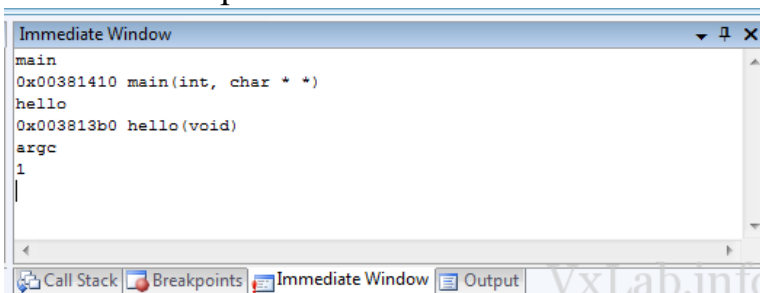 Immediate Window
main
0x00381410 main(int, char * *)
hello
0x003813b0 hello(void)
argc
1
Call Stack Breakpoints Immediate Window Output
VxLab.info